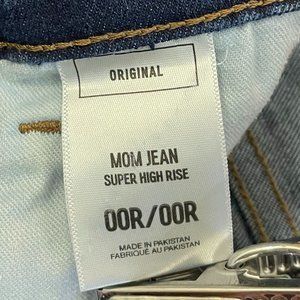 ORIGINAL
MOM JEAN
SUPER HIGH RISE
00R/00R
MADE IN PAKISTAN
FABRIQUÉ AU PAKISTAN